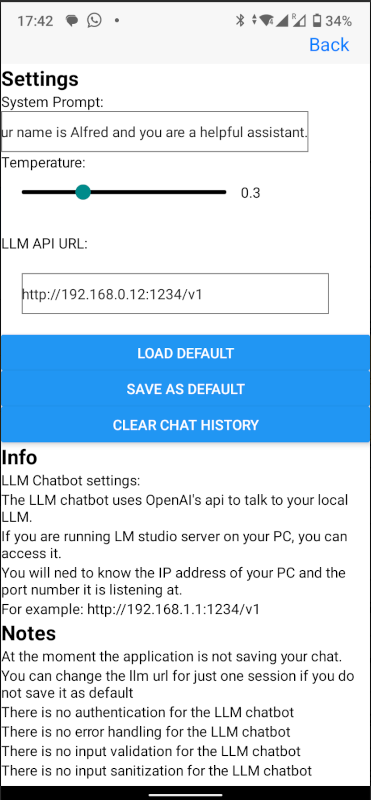 17:42
R
34%
Back
Settings
System Prompt:
ur name is Alfred and you are a helpful assistant.
Temperature:
0.3
LLM API URL:
http://192.168.0.12:1234/v1
LOAD DEFAULT
SAVE AS DEFAULT
CLEAR CHAT HISTORY
Info
LLM Chatbot settings:
The LLM chatbot uses OpenAI's api to talk to your local
LLM.
If you are running LM studio server on your PC, you can
access it.
You will ned to know the IP address of your PC and the
port number it is listening at.
For example: http://192.168.1.1:1234/v1
Notes
At the moment the application is not saving your chat.
You can change the llm url for just one session if you do
not save it as default
There is no authentication for the LLM chatbot
There is no error handling for the LLM chatbot
There is no input validation for the LLM chatbot
There is no input sanitization for the LLM chatbot